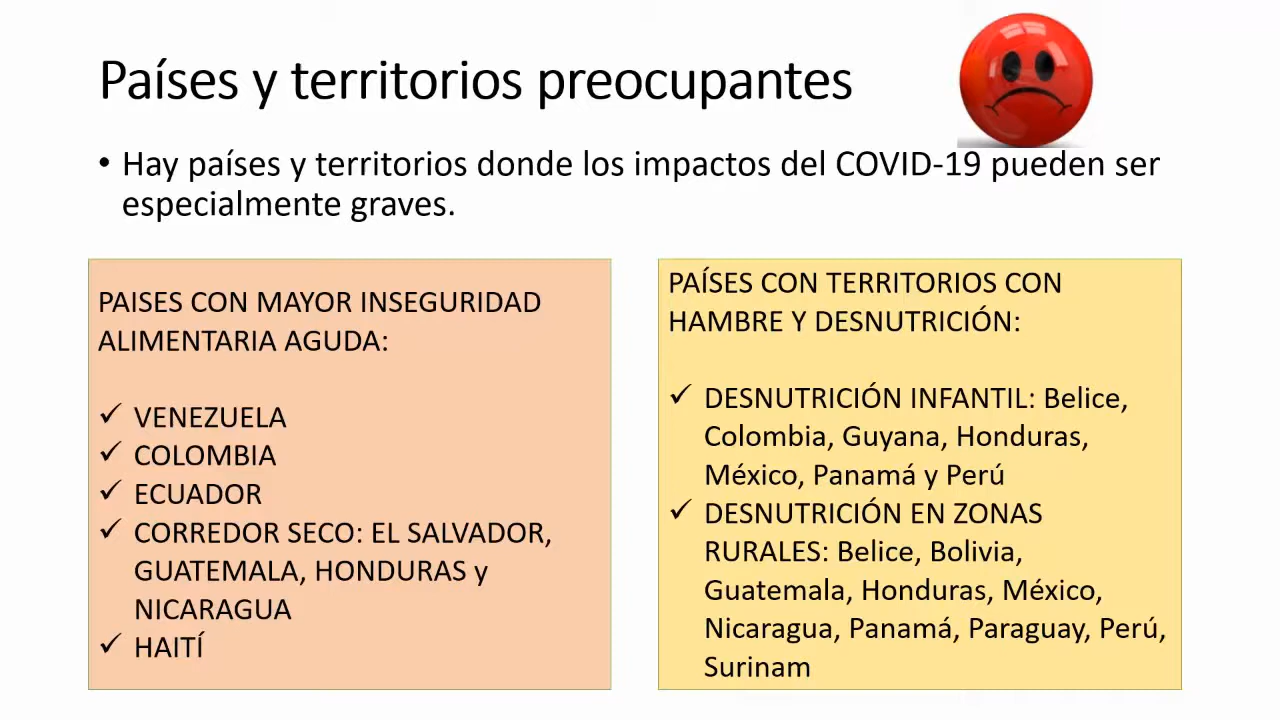 Países y territorios preocupantes
• Hay países y territorios donde los impactos del COVID-19 pueden ser
especialmente graves.
PAISES CON MAYOR INSEGURIDAD
ALIMENTARIA AGUDA:
✓ VENEZUELA
✓ COLOMBIA
✓ ECUADOR
✓ CORREDOR SECO: EL SALVADOR,
GUATEMALA, HONDURAS y
NICARAGUA
✓ HAITÍ
PAÍSES CON TERRITORIOS CON
HAMBRE Y DESNUTRICIÓN:
✓ DESNUTRICIÓN INFANTIL: Belice,
Colombia, Guyana, Honduras,
México, Panamá y Perú
✓ DESNUTRICIÓN EN ZONAS
RURALES: Belice, Bolivia,
Guatemala, Honduras, México,
Nicaragua, Panamá, Paraguay, Perú,
Surinam